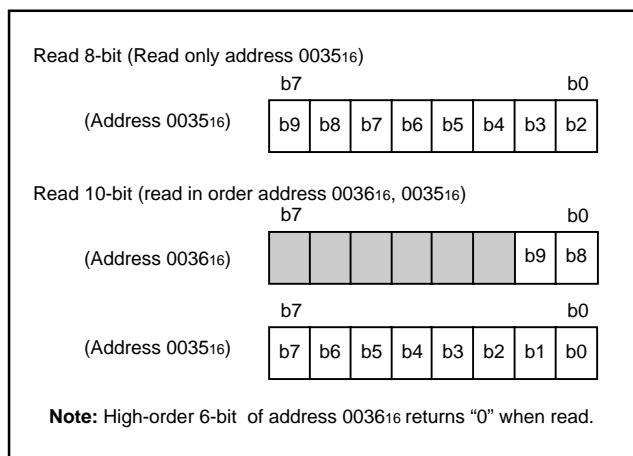 Read 8-bit (Read only address 0035₁₆)
b7 b0
(Address 0035₁₆) b9 b8 b7 b6 b5 b4 b3 b2
Read 10-bit (read in order address 0036₁₆, 0035₁₆)
b7 b0
(Address 0036₁₆) b9 b8
b7 b0
(Address 0035₁₆) b7 b6 b5 b4 b3 b2 b1 b0
Note: High-order 6-bit of address 0036₁₆ returns “0” when read.